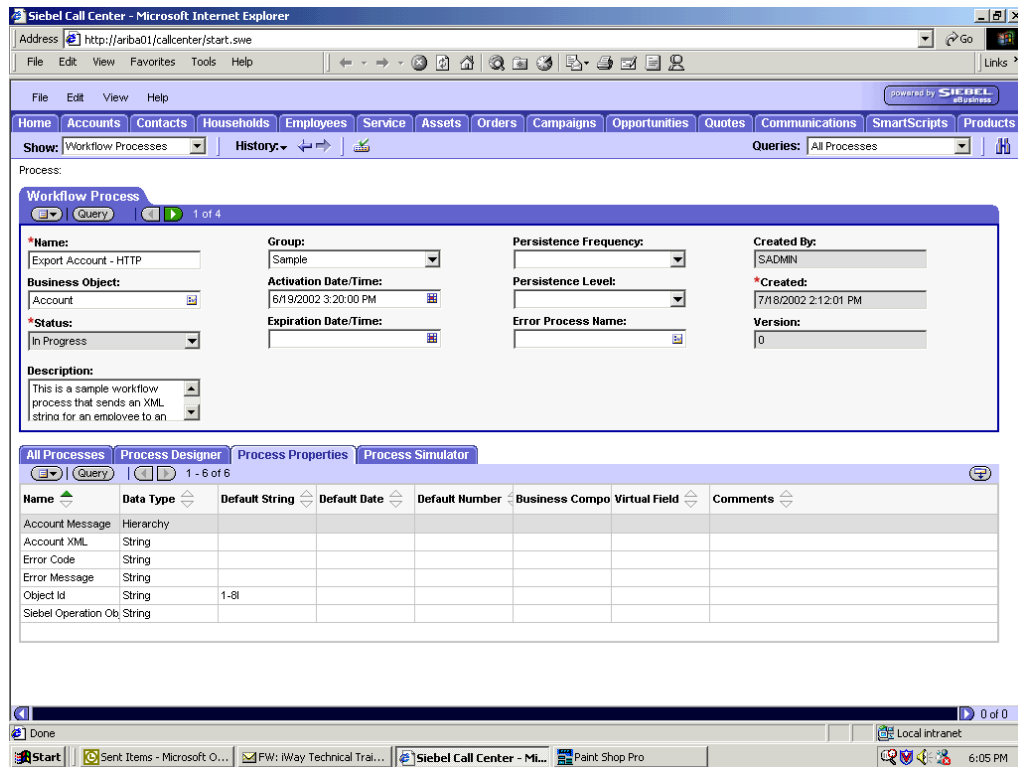 Siebel Call Center - Microsoft Internet Explorer
Address http://ariba01/callcenter/start.swe Go
File Edit View Favorites Tools Help Links
File Edit View Help powered by SIEBEL eBusiness
Home Accounts Contacts Households Employees Service Assets Orders Campaigns Opportunities Quotes Communications SmartScripts Products
Show: Workflow Processes History: Queries: All Processes
Process:
Workflow Process
Query 1 of 4
*Name: Group: Persistence Frequency: Created By:
Export Account - HTTP Sample SADMIN
Business Object: Activation Date/Time: Persistence Level: *Created:
Account 6/19/2002 3:20:00 PM 7/18/2002 2:12:01 PM
*Status: Expiration Date/Time: Error Process Name: Version:
In Progress 0
Description:
This is a sample workflow
process that sends an XML
string for an employee to an
All Processes Process Designer Process Properties Process Simulator
Query 1 - 6 of 6
Name Data Type Default String Default Date Default Number Business Compo Virtual Field Comments
Account Message Hierarchy
Account XML String
Error Code String
Error Message String
Object Id String 1-8I
Siebel Operation Ob String
0 of 0
Done Local intranet
Start Sent Items - Microsoft O... FW: iWay Technical Trai... Siebel Call Center - Mi... Paint Shop Pro 6:05 PM